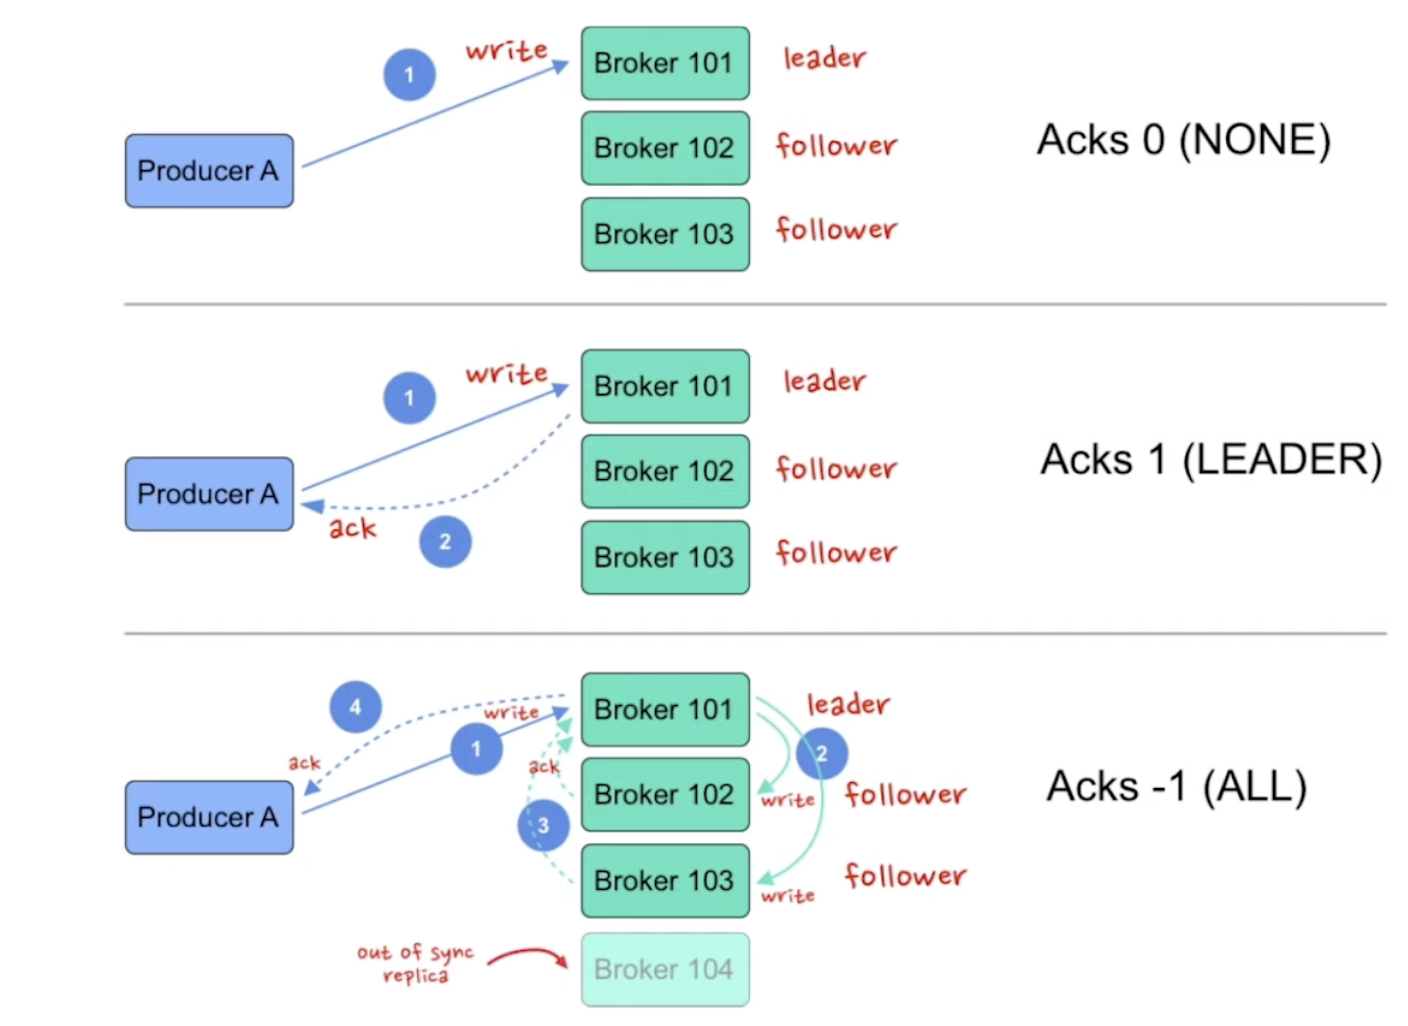 write
1
Broker 101
leader
Producer A
Broker 102
follower
Acks 0 (NONE)
Broker 103
follower
write
1
Broker 101
leader
Producer A
Broker 102
follower
Acks 1 (LEADER)
ack
2
Broker 103
follower
4
write
Broker 101
leader
1
2
ack
ack
Producer A
Broker 102
write
follower
Acks -1 (ALL)
3
Broker 103
write
follower
out of sync
replica
Broker 104